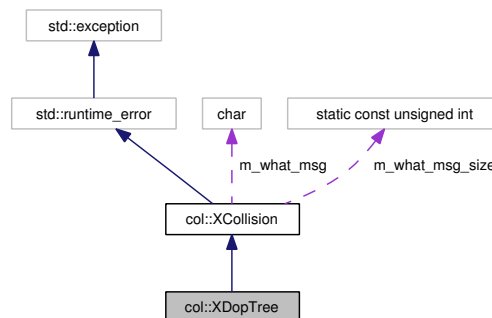 std::exception
std::runtime_error
char
static const unsigned int
m_what_msg
m_what_msg_size
col::XCollision
col::XDopTree